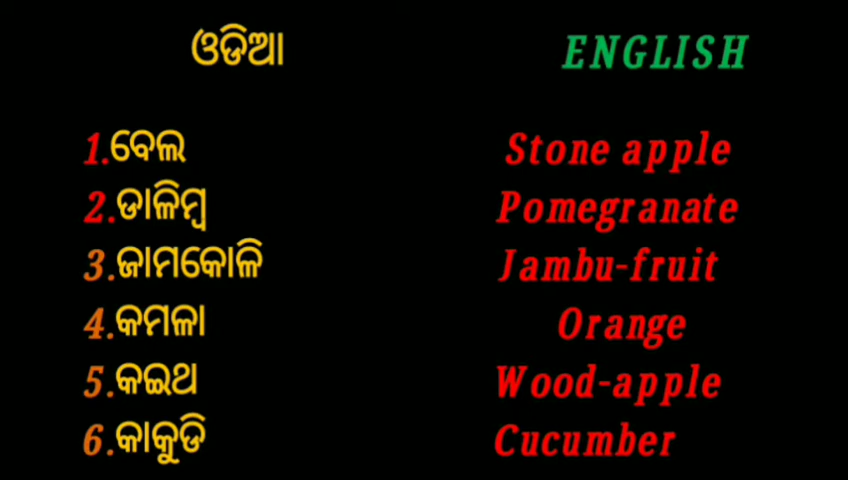 ଓଡିଆ ENGLISH
1.ବେଲ Stone apple
2.ଡାଳିମ୍ବ Pomegranate
3.ଜାମକୋଳି Jambu-fruit
4.କମଳା Orange
5.କଇଥ Wood-apple
6.କାକୁଡି Cucumber